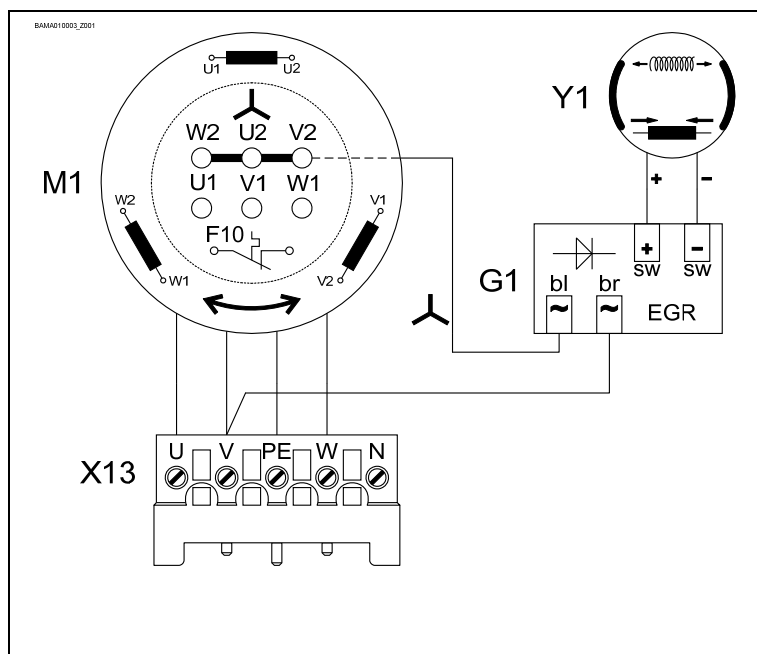 BAMA010003_Z001
U1 U2
Y1
W2 U2 V2
M1
U1 V1 W1
W2
V1
F10
W1
V2
+ -
+ -
SW SW
G1
bl br
~ ~
EGR
U V PE W N
X13